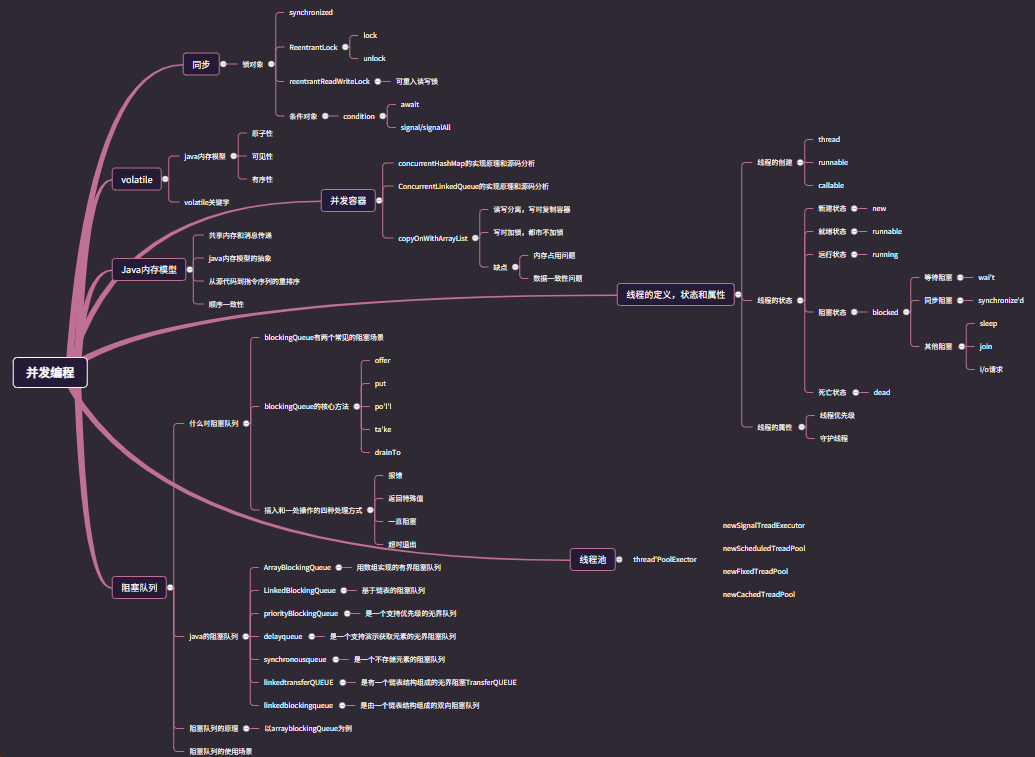 并发编程
同步
锁对象
synchronized
ReentrantLock
lock
unlock
reentrantReadWriteLock
可重入读写锁
条件对象
condition
await
signal/signalAll
volatile
java内存模型
原子性
可见性
有序性
volatile关键字
并发容器
concurrentHashMap的实现原理和源码分析
ConcurrentLinkedQueue的实现原理和源码分析
copyOnWithArrayList
读写分离，写时复制容器
写时加锁，都市不加锁
缺点
内存占用问题
数据一致性问题
Java内存模型
共享内存和消息传递
java内存模型的抽象
从源代码到指令序列的重排序
顺序一致性
线程的定义，状态和属性
线程的创建
thread
runnable
callable
线程的状态
新建状态
new
就绪状态
runnable
运行状态
running
阻塞状态
blocked
等待阻塞
wai't
同步阻塞
synchronize'd
其他阻塞
sleep
join
i/o请求
死亡状态
dead
线程的属性
线程优先级
守护线程
线程池
thread'PoolExector
newSignalTreadExecutor
newScheduledTreadPool
newFixedTreadPool
newCachedTreadPool
阻塞队列
什么时阻塞队列
blockingQueue有两个常见的阻塞场景
blockingQueue的核心方法
offer
put
po'l'l
ta'ke
drainTo
插入和一处操作的四种处理方式
报错
返回特殊值
一直阻塞
超时退出
java的阻塞队列
ArrayBlockingQueue
用数组实现的有界阻塞队列
LinkedBlockingQueue
基于链表的阻塞队列
priorityBlockingQueue
是一个支持优先级的无界队列
delayqueue
是一个支持演示获取元素的无界阻塞队列
synchronousqueue
是一个不存储元素的阻塞队列
linkedtransferQUEUE
是有一个链表结构组成的无界阻塞TransferQUEUE
linkedblockingqueue
是由一个链表结构组成的双向阻塞队列
阻塞队列的原理
以arrayblockingQueue为例
阻塞队列的使用场景